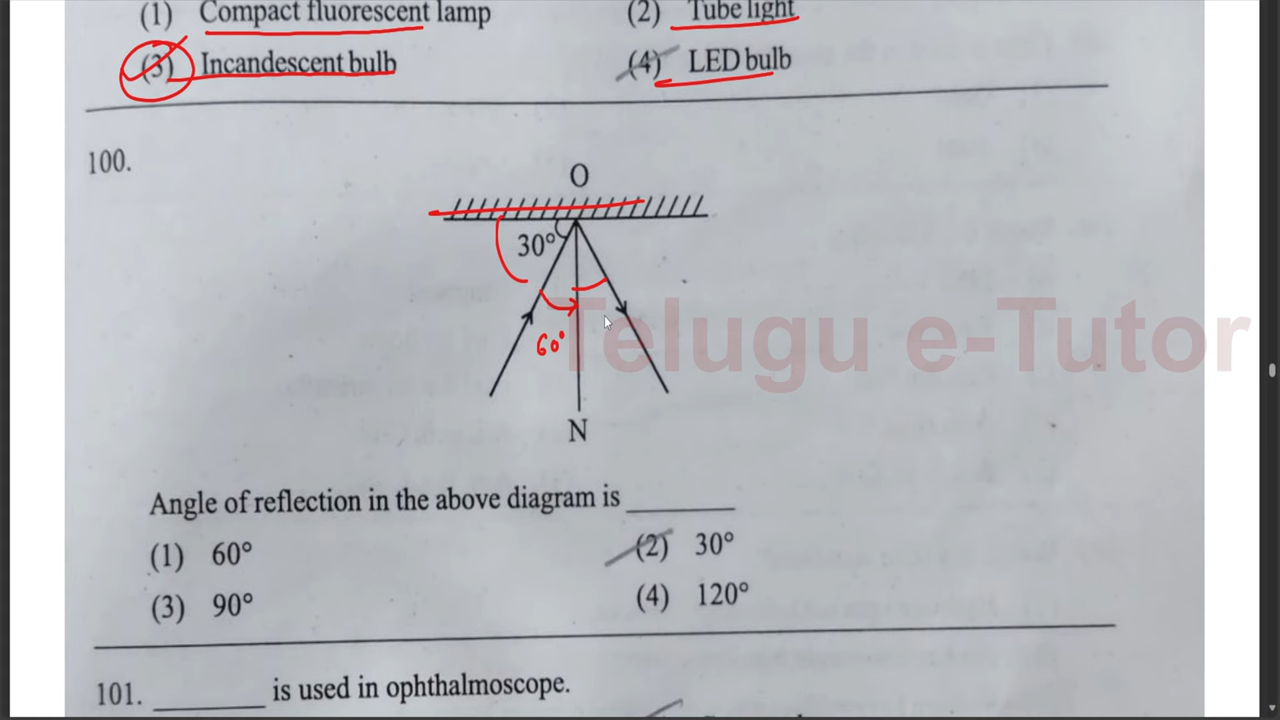 (1) Compact fluorescent lamp (2) Tube light
(3) Incandescent bulb (4) LED bulb
100.
O
30°
60°
N
Telugu e-Tutor
Angle of reflection in the above diagram is ________
(1) 60° (2) 30°
(3) 90° (4) 120°
101. ________ is used in ophthalmoscope.